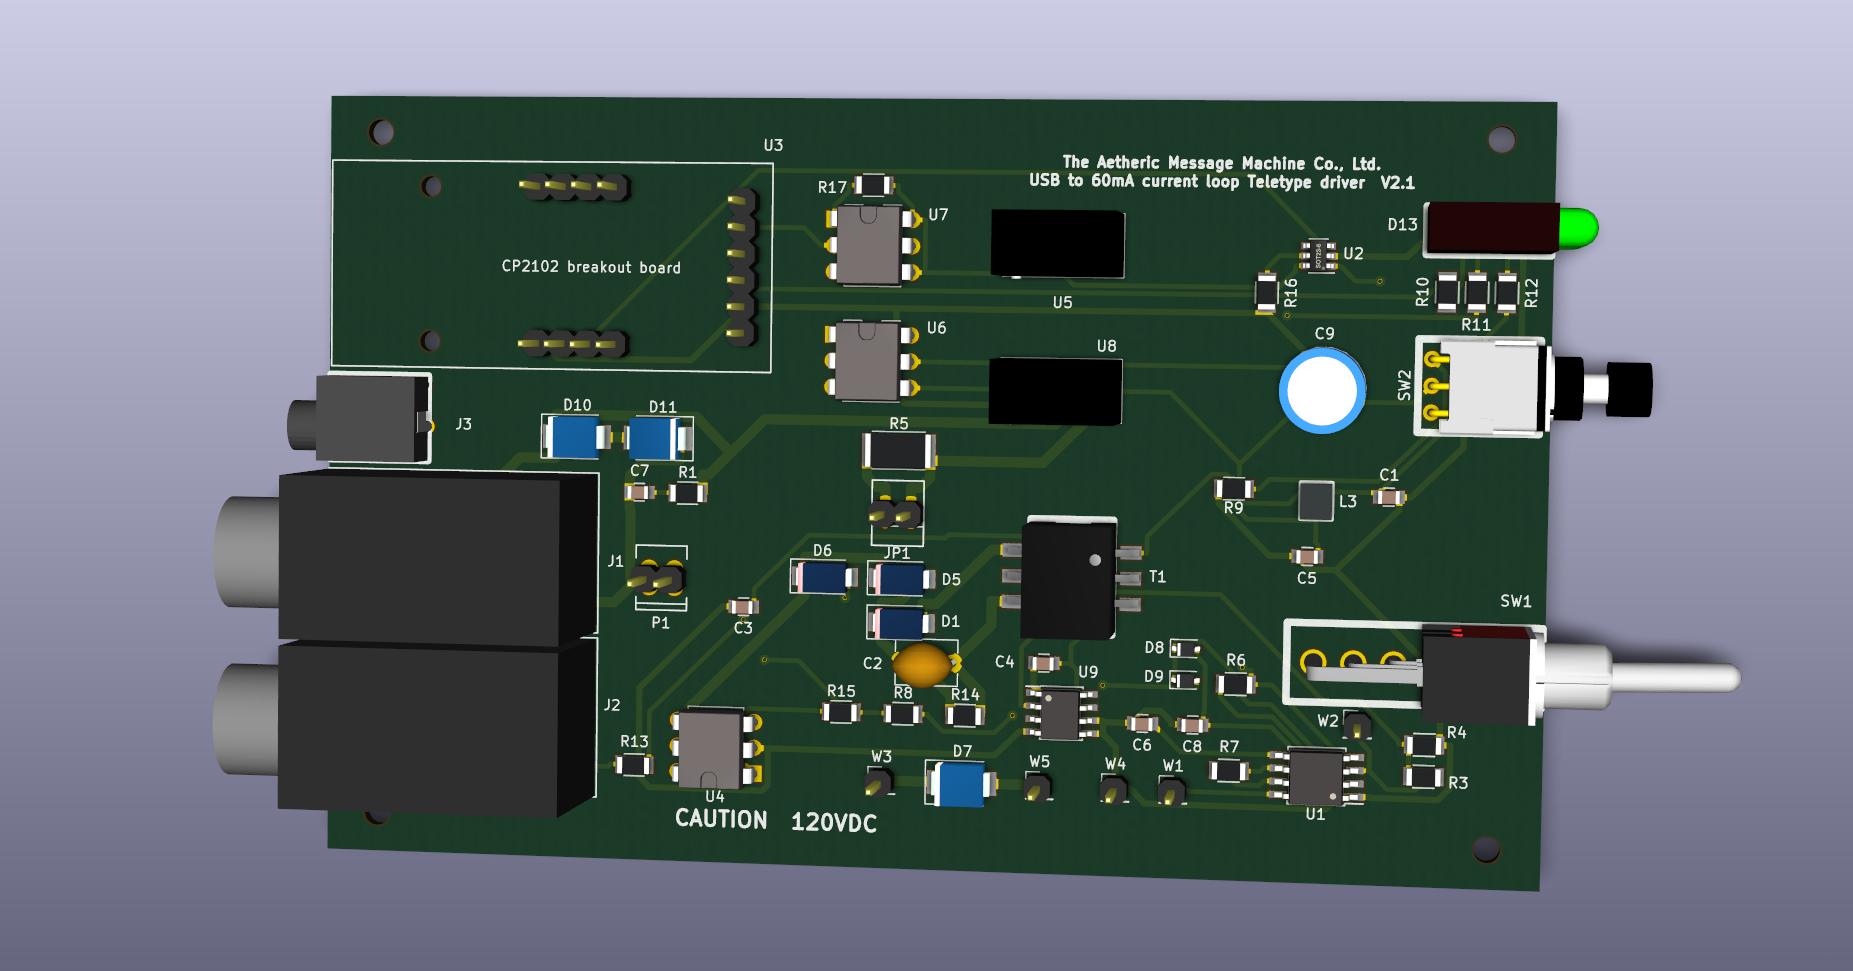 U3
The Aetheric Message Machine Co., Ltd.
USB to 60mA current loop Teletype driver V2.1
R17
U7
D13
U2
CP2102 breakout board
R16
R10
R12
U5
R11
U6
C9
U8
SW2
D10
D11
J3
R5
C7
R1
C1
R9
L3
D6
JP1
D5
J1
T1
C5
SW1
P1
C3
D1
C2
C4
D8
U9
R6
D9
J2
R15
R8
R14
W2
R13
C6
C8
R4
W3
D7
W5
W4
W1
R7
R3
U4
U1
CAUTION 120VDC